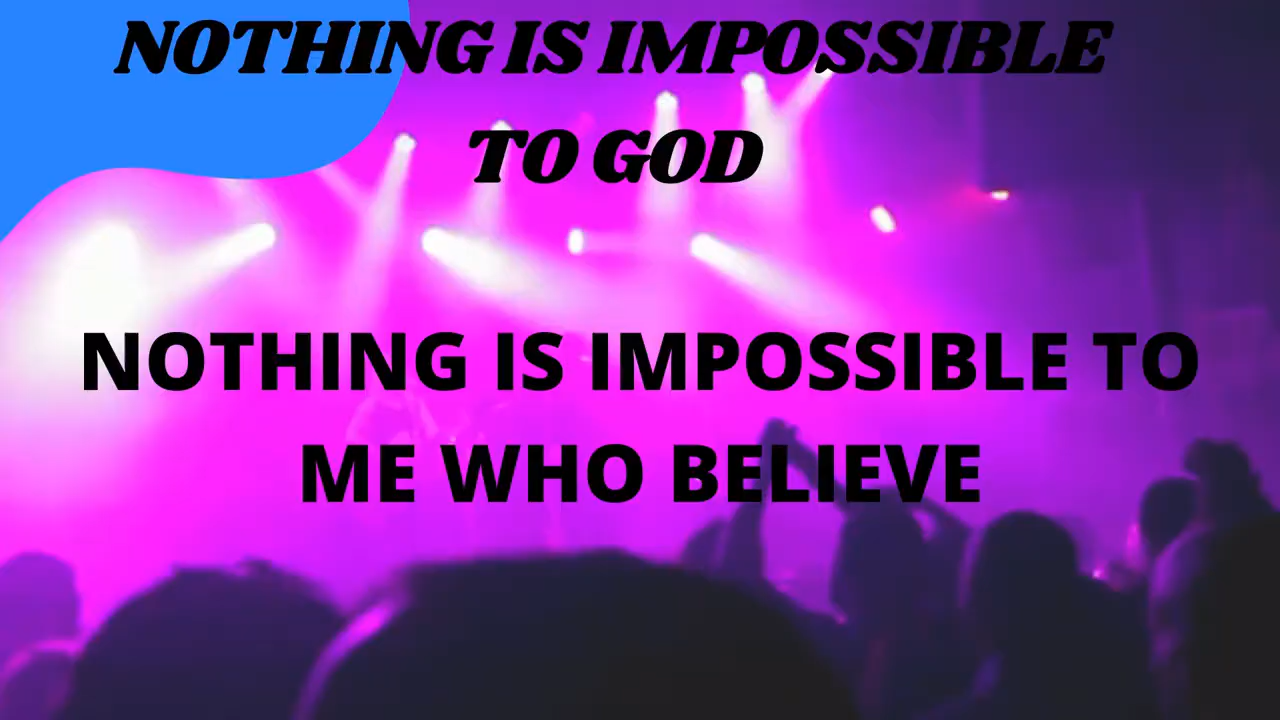 NOTHING IS IMPOSSIBLE
TO GOD
NOTHING IS IMPOSSIBLE TO
ME WHO BELIEVE